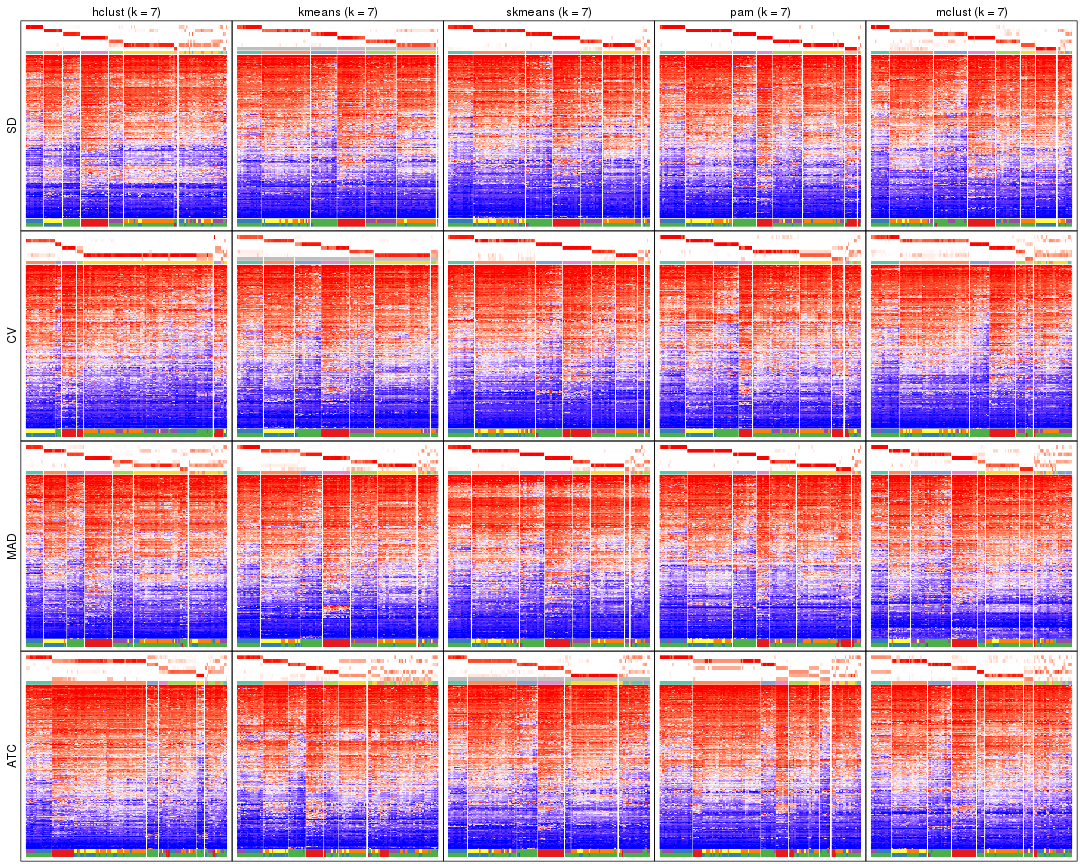 hclust (k = 7) kmeans (k = 7) skmeans (k = 7) pam (k = 7) mclust (k = 7)
SD
CV
MAD
ATC